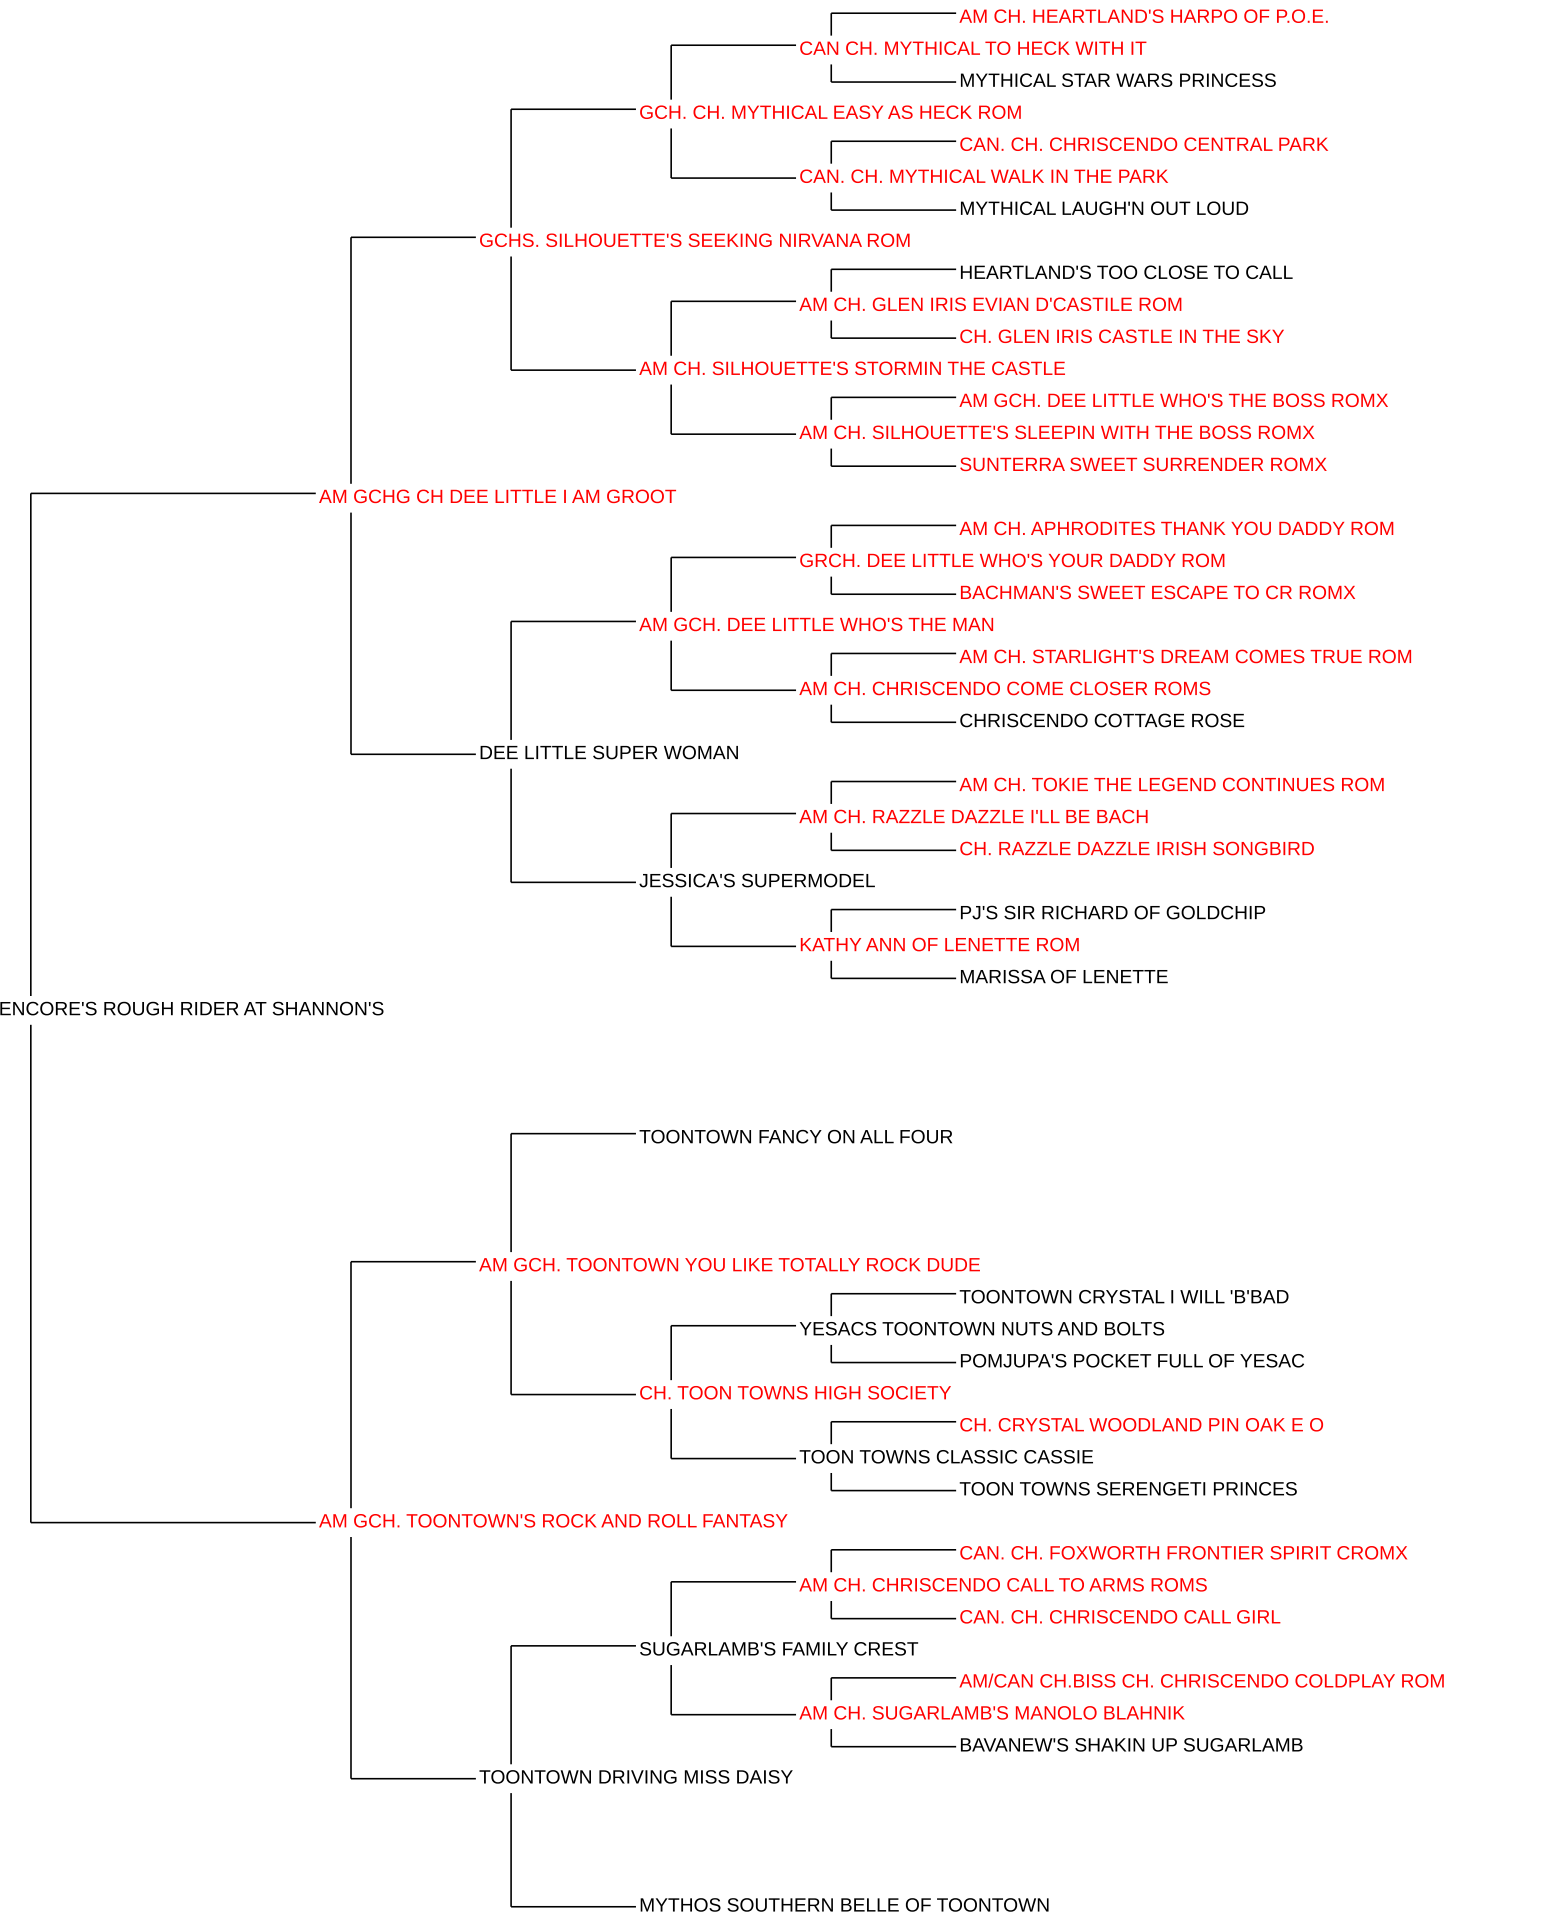 AM CH. HEARTLAND'S HARPO OF P.O.E.
CAN CH. MYTHICAL TO HECK WITH IT
MYTHICAL STAR WARS PRINCESS
GCH. CH. MYTHICAL EASY AS HECK ROM
CAN. CH. CHRISCENDO CENTRAL PARK
CAN. CH. MYTHICAL WALK IN THE PARK
MYTHICAL LAUGH'N OUT LOUD
GCHS. SILHOUETTE'S SEEKING NIRVANA ROM
HEARTLAND'S TOO CLOSE TO CALL
AM CH. GLEN IRIS EVIAN D'CASTILE ROM
CH. GLEN IRIS CASTLE IN THE SKY
AM CH. SILHOUETTE'S STORMIN THE CASTLE
AM GCH. DEE LITTLE WHO'S THE BOSS ROMX
AM CH. SILHOUETTE'S SLEEPIN WITH THE BOSS ROMX
SUNTERRA SWEET SURRENDER ROMX
AM GCHG CH DEE LITTLE I AM GROOT
AM CH. APHRODITES THANK YOU DADDY ROM
GRCH. DEE LITTLE WHO'S YOUR DADDY ROM
BACHMAN'S SWEET ESCAPE TO CR ROMX
AM GCH. DEE LITTLE WHO'S THE MAN
AM CH. STARLIGHT'S DREAM COMES TRUE ROM
AM CH. CHRISCENDO COME CLOSER ROMS
CHRISCENDO COTTAGE ROSE
DEE LITTLE SUPER WOMAN
AM CH. TOKIE THE LEGEND CONTINUES ROM
AM CH. RAZZLE DAZZLE I'LL BE BACH
CH. RAZZLE DAZZLE IRISH SONGBIRD
JESSICA'S SUPERMODEL
PJ'S SIR RICHARD OF GOLDCHIP
KATHY ANN OF LENETTE ROM
MARISSA OF LENETTE
ENCORE'S ROUGH RIDER AT SHANNON'S
TOONTOWN FANCY ON ALL FOUR
AM GCH. TOONTOWN YOU LIKE TOTALLY ROCK DUDE
TOONTOWN CRYSTAL I WILL 'B'BAD
YESACS TOONTOWN NUTS AND BOLTS
POMJUPA'S POCKET FULL OF YESAC
CH. TOON TOWNS HIGH SOCIETY
CH. CRYSTAL WOODLAND PIN OAK E O
TOON TOWNS CLASSIC CASSIE
TOON TOWNS SERENGETI PRINCES
AM GCH. TOONTOWN'S ROCK AND ROLL FANTASY
CAN. CH. FOXWORTH FRONTIER SPIRIT CROMX
AM CH. CHRISCENDO CALL TO ARMS ROMS
CAN. CH. CHRISCENDO CALL GIRL
SUGARLAMB'S FAMILY CREST
AM/CAN CH.BISS CH. CHRISCENDO COLDPLAY ROM
AM CH. SUGARLAMB'S MANOLO BLAHNIK
BAVANEW'S SHAKIN UP SUGARLAMB
TOONTOWN DRIVING MISS DAISY
MYTHOS SOUTHERN BELLE OF TOONTOWN